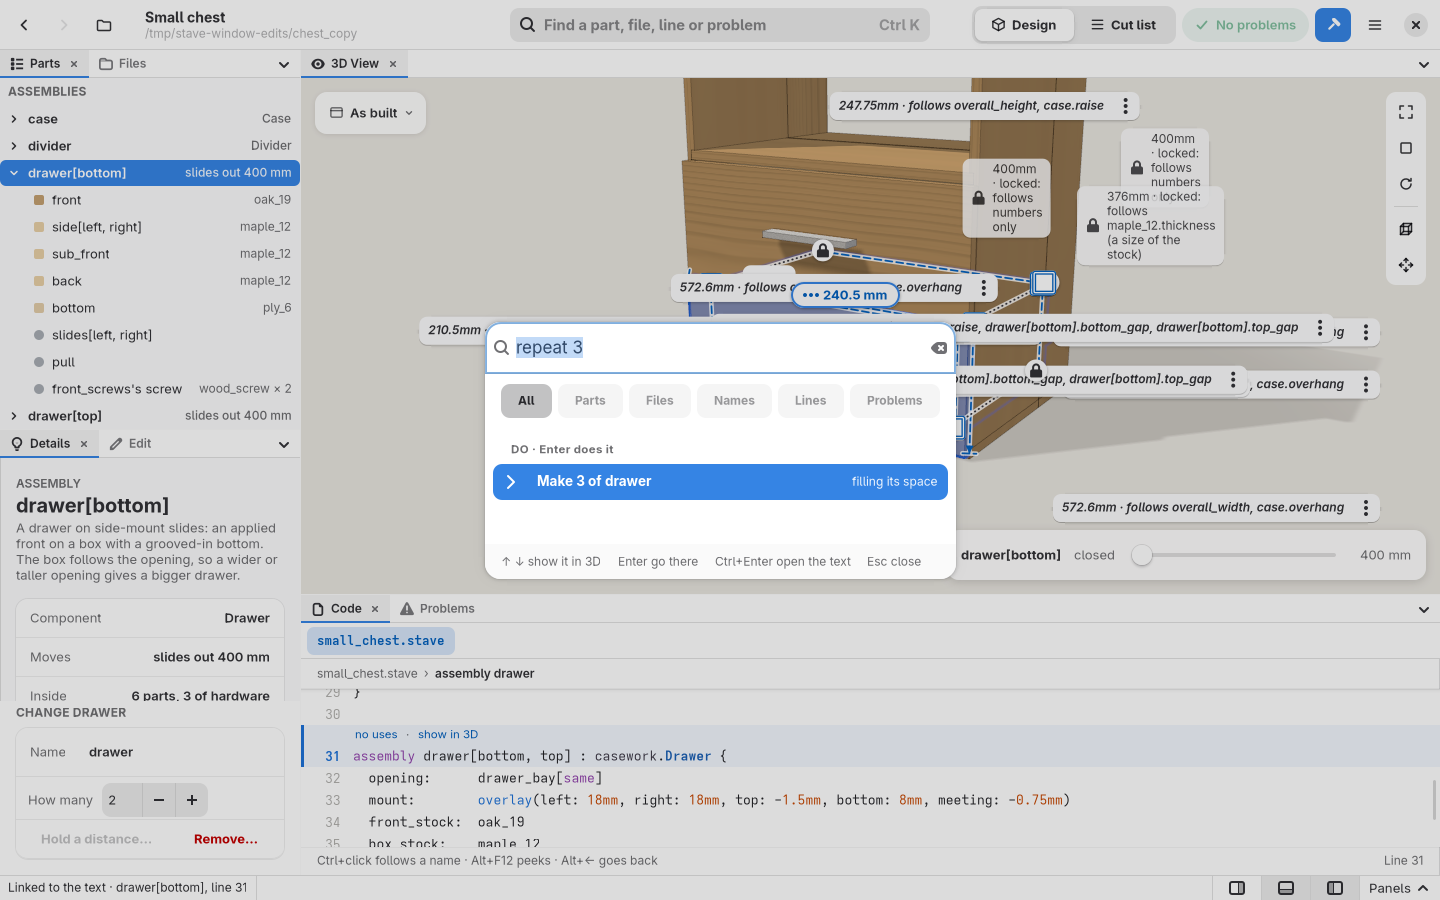 Small chest
/tmp/stave-window-edits/chest_copy
Find a part, file, line or problem
Ctrl K
Design
Cut list
No problems
Parts
Files
3D View
ASSEMBLIES
case
Case
divider
Divider
drawer[bottom]
slides out 400 mm
front
oak_19
side[left, right]
maple_12
sub_front
maple_12
back
maple_12
bottom
ply_6
slides[left, right]
pull
front_screws's screw
wood_screw × 2
drawer[top]
slides out 400 mm
As built
247.75mm · follows overall_height, case.raise
400mm
· locked:
follows
numbers
400mm
· locked:
follows
numbers
only
376mm · locked:
follows
maple_12.thickness
(a size of the
stock)
572.6mm · follows
e.overhang
••• 240.5 mm
210.5mm ·
raise, drawer[bottom].bottom_gap, drawer[bottom].top_gap
ng
ttom].bottom_gap, drawer[bottom].top_gap
, case.overhang
572.6mm · follows overall_width, case.overhang
drawer[bottom]
closed
400 mm
repeat 3
All
Parts
Files
Names
Lines
Problems
DO · Enter does it
Make 3 of drawer
filling its space
↑ ↓ show it in 3D
Enter go there
Ctrl+Enter open the text
Esc close
Details
Edit
ASSEMBLY
drawer[bottom]
A drawer on side-mount slides: an applied
front on a box with a grooved-in bottom.
The box follows the opening, so a wider or
taller opening gives a bigger drawer.
Component
Drawer
Moves
slides out 400 mm
Inside
6 parts, 3 of hardware
CHANGE DRAWER
Name
drawer
How many
2
Hold a distance...
Remove...
Code
Problems
small_chest.stave
small_chest.stave › assembly drawer
29 }
30
no uses · show in 3D
31 assembly drawer[bottom, top] : casework.Drawer {
32 opening: drawer_bay[same]
33 mount: overlay(left: 18mm, right: 18mm, top: -1.5mm, bottom: 8mm, meeting: -0.75mm)
34 front_stock: oak_19
35 box_stock: maple_12
Ctrl+click follows a name · Alt+F12 peeks · Alt+← goes back
Line 31
Linked to the text · drawer[bottom], line 31
Panels